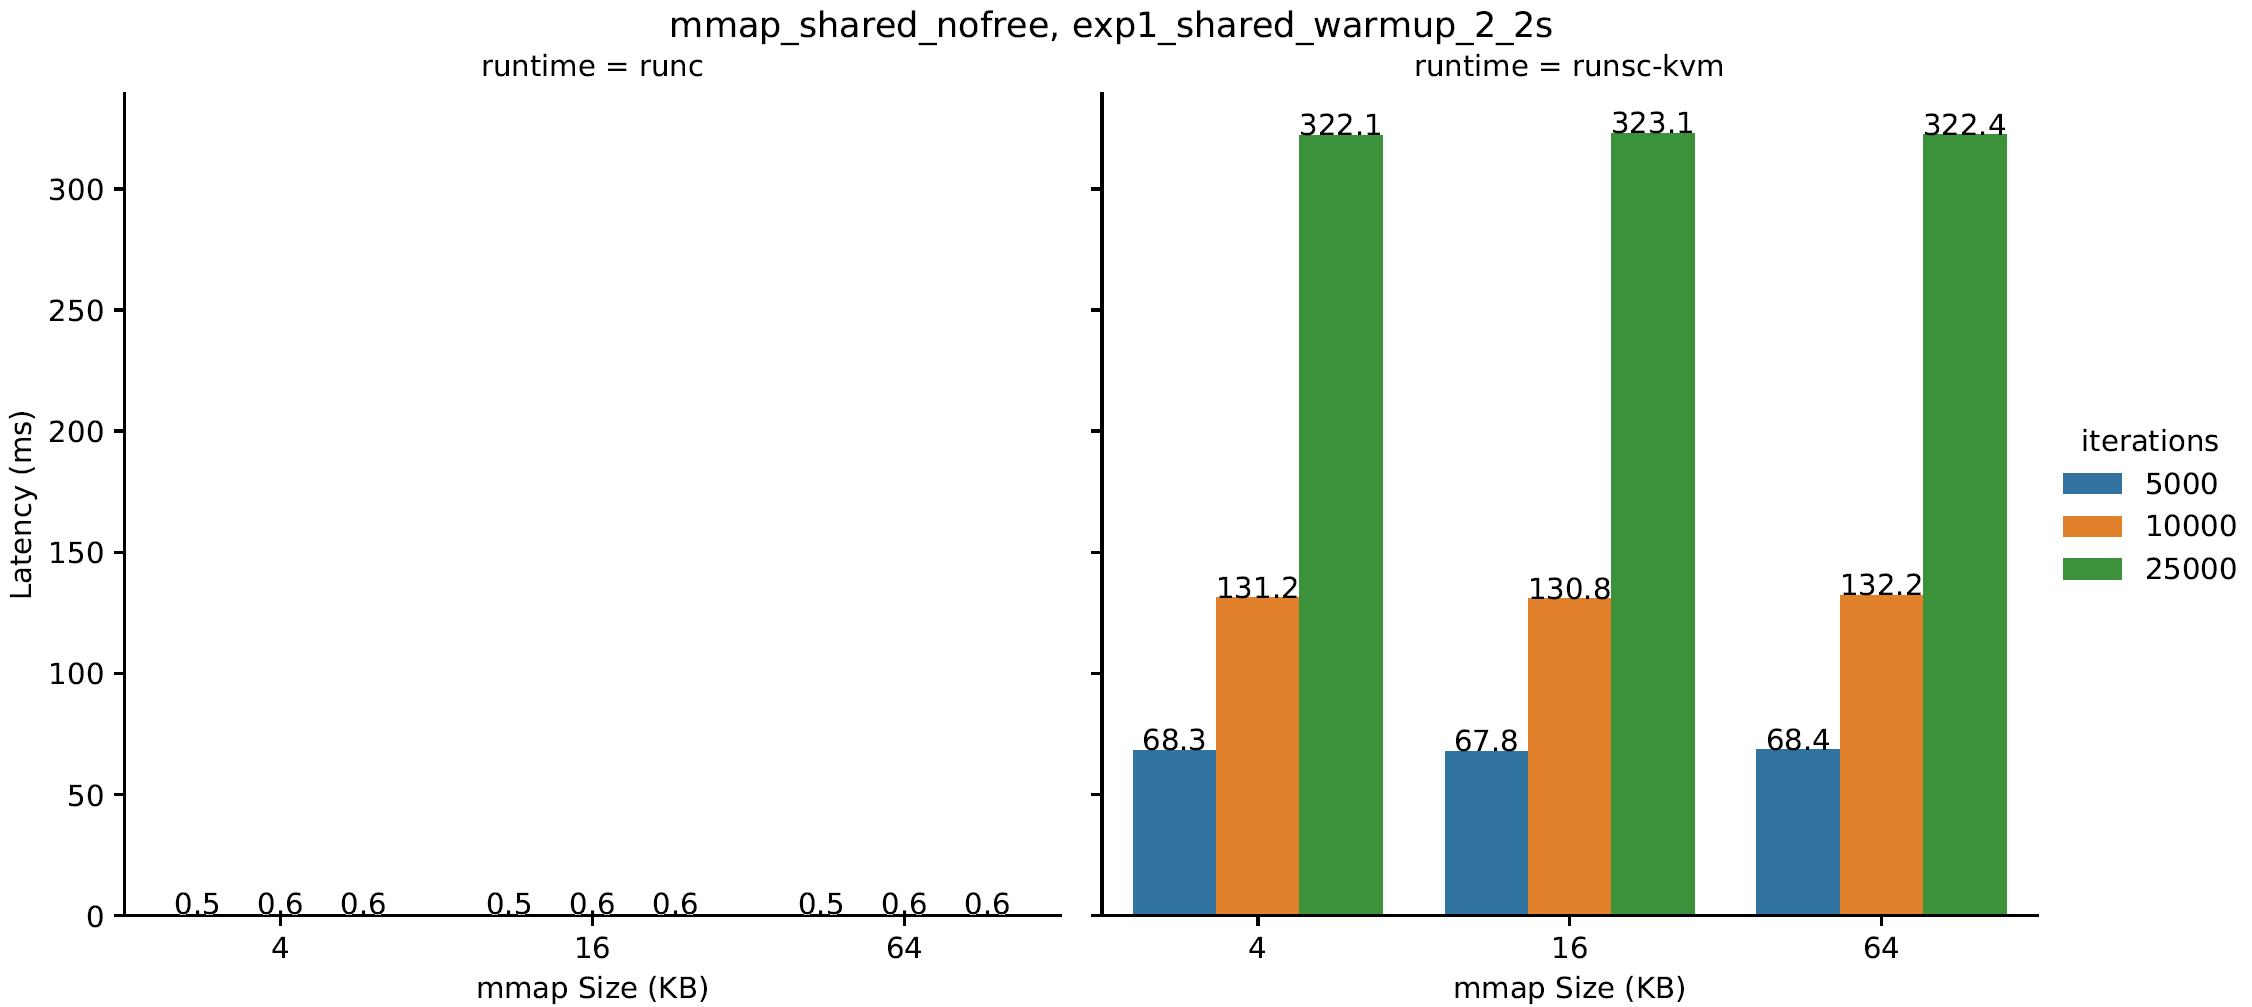 mmap_shared_nofree, exp1_shared_warmup_2_2s
runtime = runc
runtime = runsc-kvm
Latency (ms)
300
250
200
150
100
50
0
0.5 0.6 0.6 0.5 0.6 0.6 0.5 0.6 0.6
4 16 64
mmap Size (KB)
322.1 323.1 322.4
131.2 130.8 132.2
68.3 67.8 68.4
4 16 64
mmap Size (KB)
iterations
5000
10000
25000